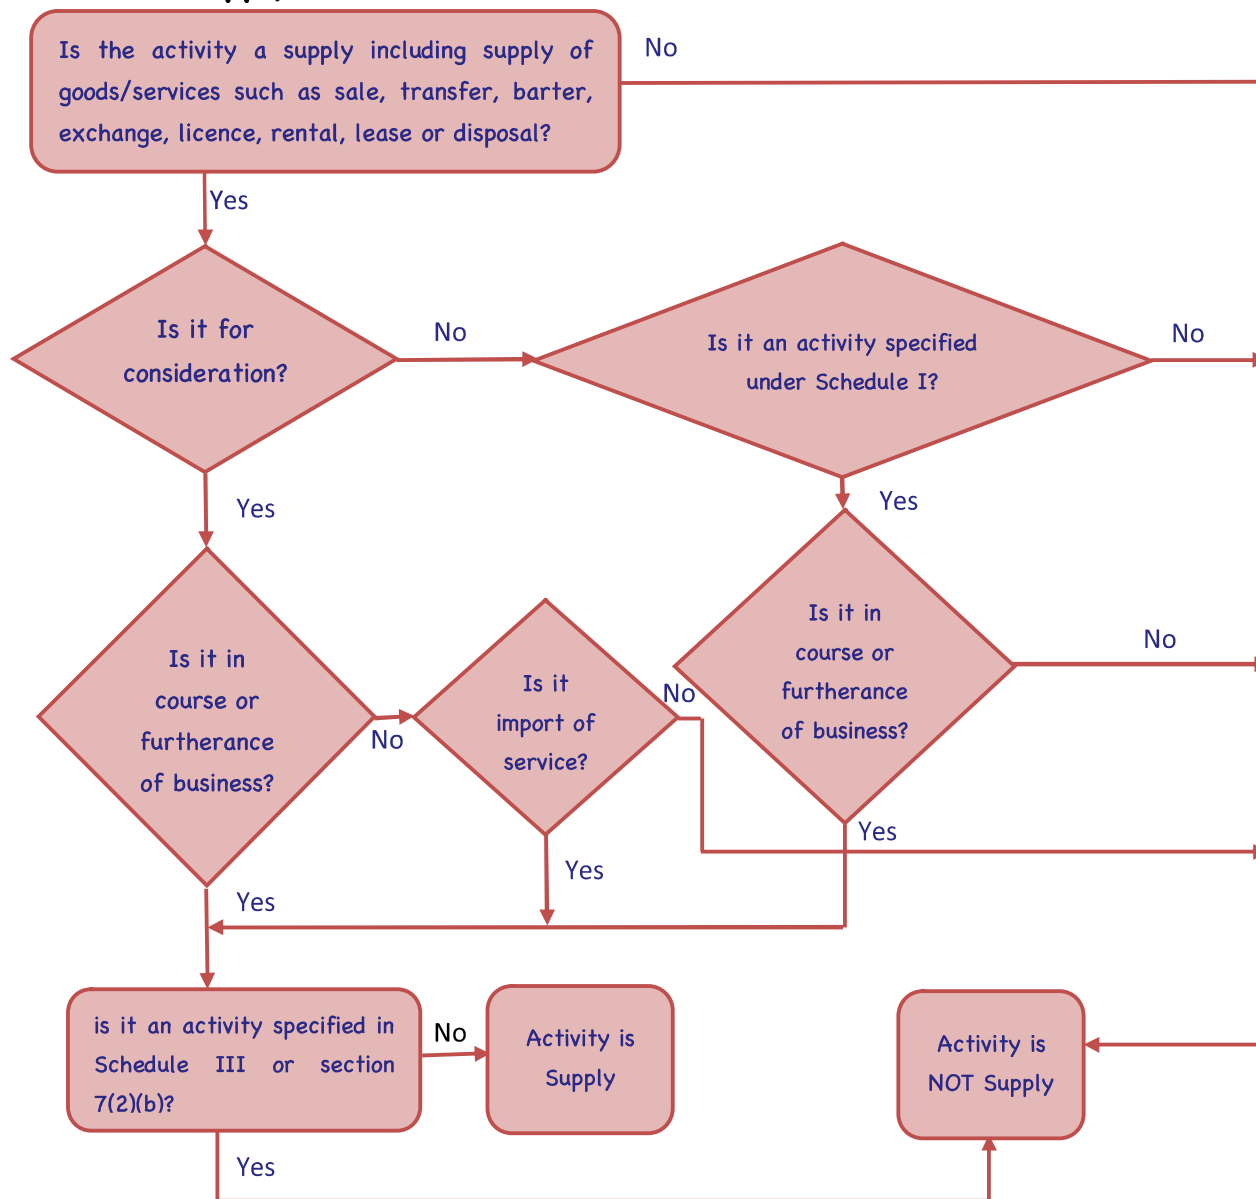 Is the activity a supply including supply of
goods/services such as sale, transfer, barter,
exchange, licence, rental, lease or disposal?
No
Yes
Is it for
consideration?
No
Is it an activity specified
under Schedule I?
No
Yes
Yes
Is it in
course or
furtherance
of business?
No
Is it
import of
service?
No
Is it in
course or
furtherance
of business?
No
Yes
Yes
Yes
is it an activity specified in
Schedule III or section
7(2)(b)?
No
Activity is
Supply
Activity is
NOT Supply
Yes